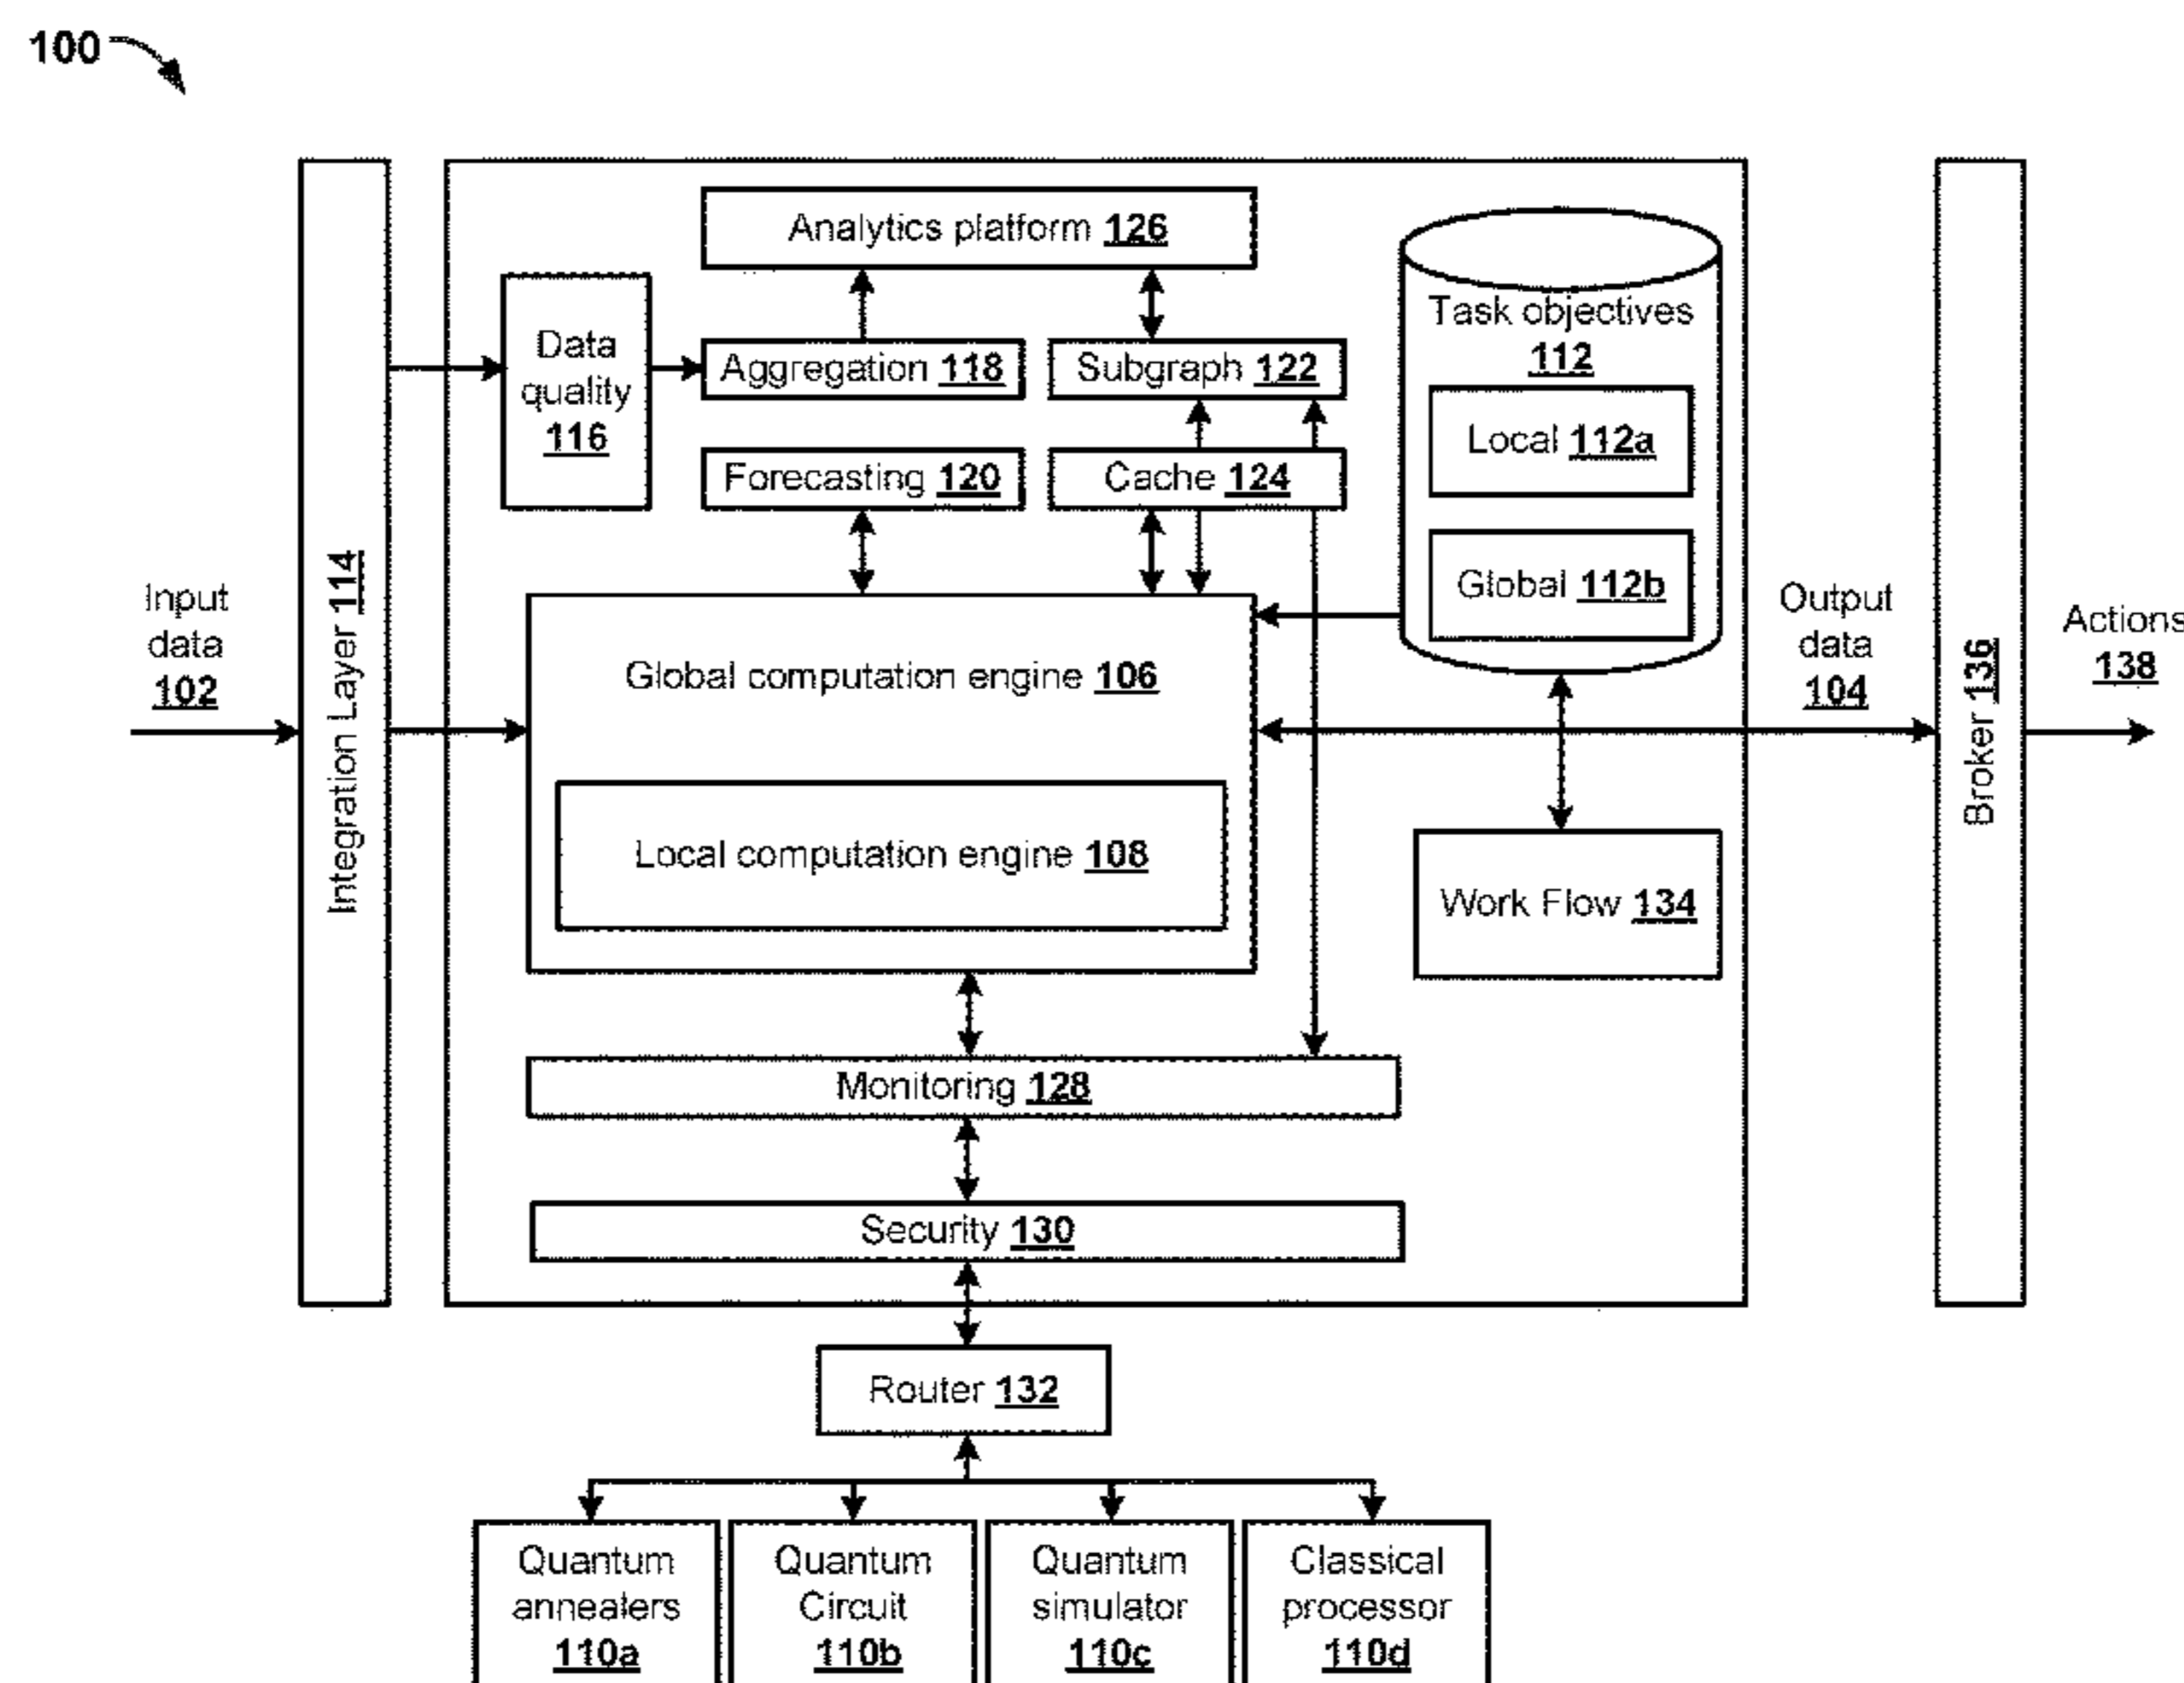 100
Analytics platform 126
Data
quality
116
Aggregation 118
Subgraph 122
Task objectives
112
Forecasting 120
Cache 124
Local 112a
Global 112b
Input
data
102
Integration Layer 114
Global computation engine 106
Local computation engine 108
Output
data
104
Broker 136
Actions
138
Work Flow 134
Monitoring 128
Security 130
Router 132
Quantum
annealers
110a
Quantum
Circuit
110b
Quantum
simulator
110c
Classical
processor
110d